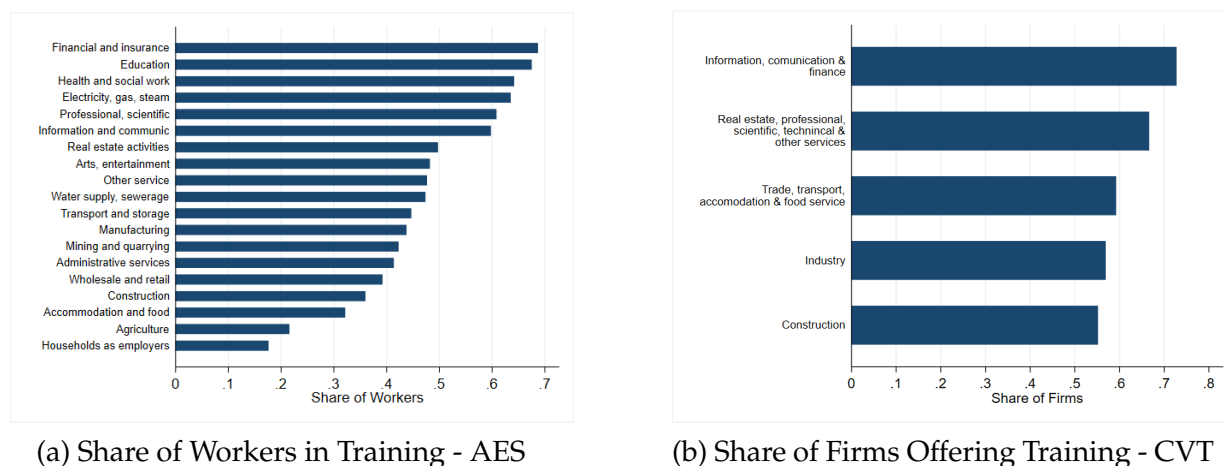 Financial and insurance
Education
Health and social work
Electricity, gas, steam
Professional, scientific
Information and communic
Real estate activities
Arts, entertainment
Other service
Water supply, sewerage
Transport and storage
Manufacturing
Mining and quarrying
Administrative services
Wholesale and retail
Construction
Accommodation and food
Agriculture
Households as employers
0 .1 .2 .3 .4 .5 .6 .7
Share of Workers
(a) Share of Workers in Training - AES
Information, comunication &
finance
Real estate, professional,
scientific, technincal &
other services
Trade, transport,
accomodation & food service
Industry
Construction
0 .1 .2 .3 .4 .5 .6 .7 .8
Share of Firms
(b) Share of Firms Offering Training - CVT